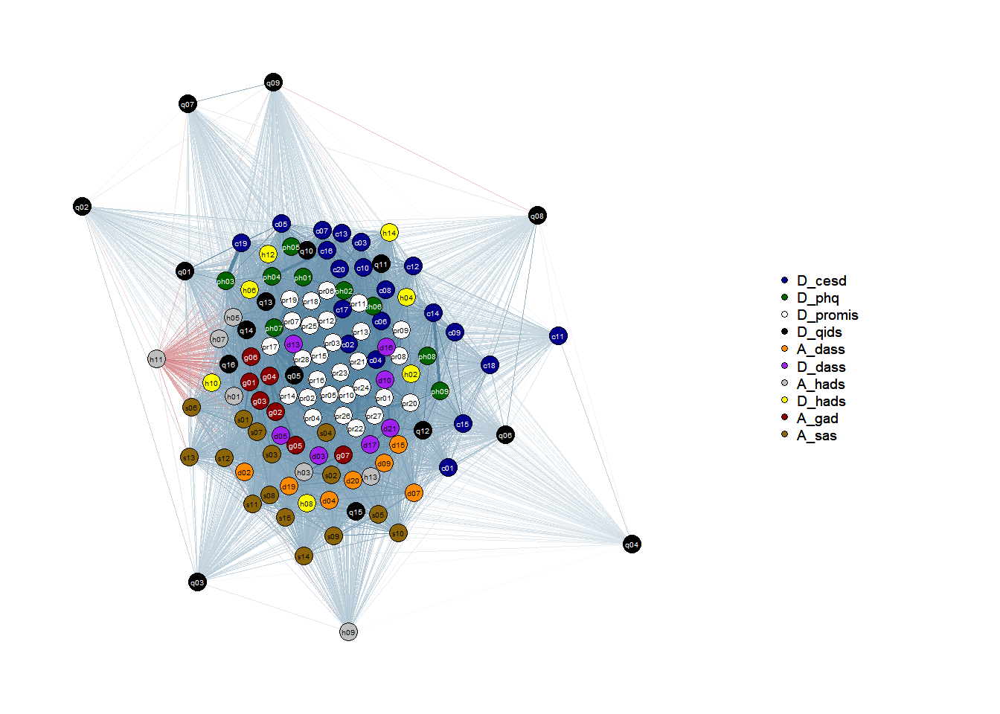 q09
q07
q02
q08
c05
c07
c13
h14
c19
c03
ph05
q10
c16
h12
q11
c12
c20
c10
q01
ph04
ph01
ph03
h06
pr06
ph02
c08
h04
pr19
pr18
q13
pr11
ph06
c17
c14
h05
pr07
pr12
c06
pr25
ph07
q14
pr13
pr09
c09
c11
h07
pr03
d13
c02
pr17
d16
g06
pr15
pr08
ph08
h11
pr28
pr21
c04
q16
c18
pr23
h02
g04
q05
pr16
d10
g01
h10
pr24
ph09
h01
pr14
pr02
pr05
pr10
pr01
g03
pr20
s06
g02
pr04
pr26
pr27
s01
c15
pr22
d21
q12
s07
s04
d05
q06
g05
d17
d15
s03
d03
g07
s13
s12
d09
c01
d02
h03
s02
h13
d20
d19
s08
d07
d04
s11
h08
q15
s05
s15
s10
s09
q04
s14
q03
h09
D_cesd
D_phq
D_promis
D_qids
A_dass
D_dass
A_hads
D_hads
A_gad
A_sas